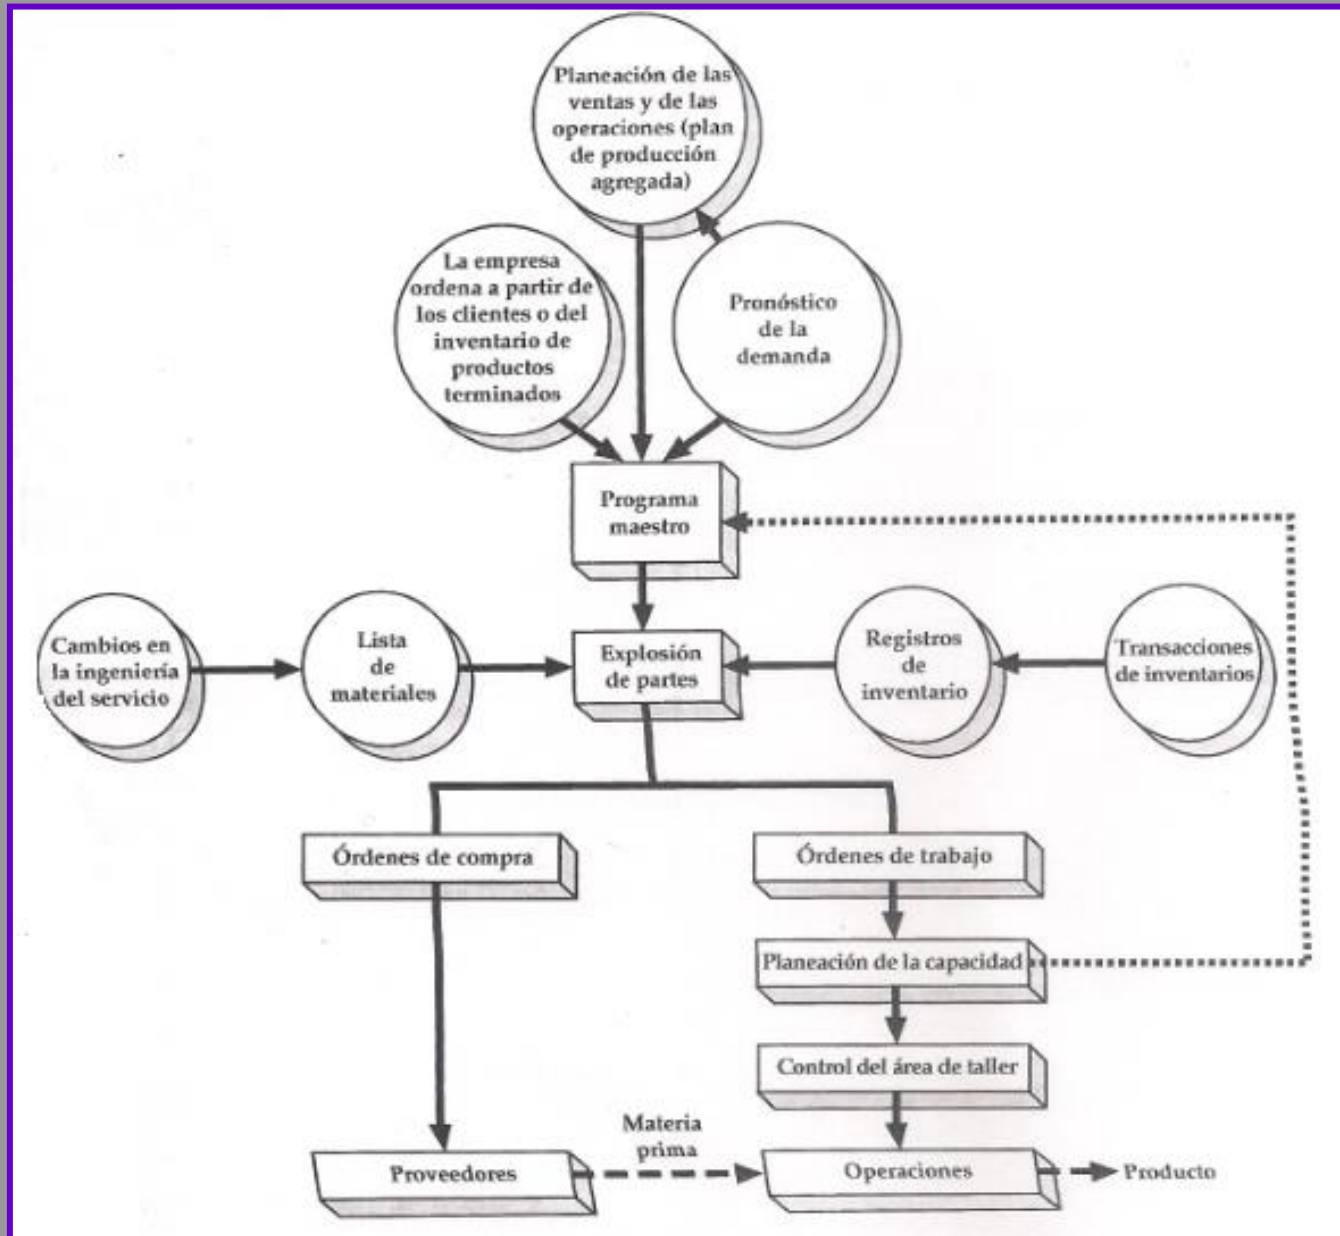 Planeación de las
ventas y de las
operaciones (plan
de producción
agregada)
La empresa
ordena a partir de
los clientes o del
inventario de
productos
terminados
Pronóstico
de la
demanda
Programa
maestro
Cambios en
la ingeniería
del servicio
Lista
de
materiales
Explosión
de partes
Registros
de
inventario
Transacciones
de inventarios
Órdenes de compra
Órdenes de trabajo
Planeación de la capacidad
Control del área de taller
Materia
prima
Proveedores
Operaciones
Producto